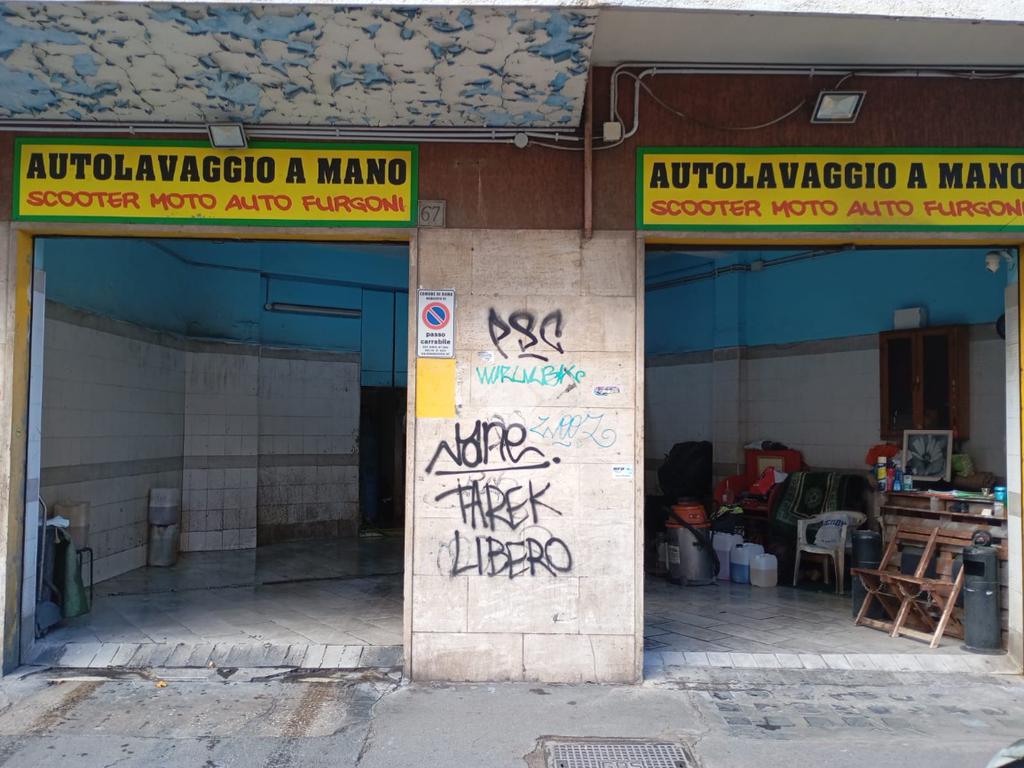 AUTOLAVAGGIO A MANO
SCOOTER MOTO AUTO FURGONI
AUTOLAVAGGIO A MANO
SCOOTER MOTO AUTO FURGONI
67
COMUNE DI ROMA
passo
carrabile
PSC
NONE.
TAREK
LIBERO